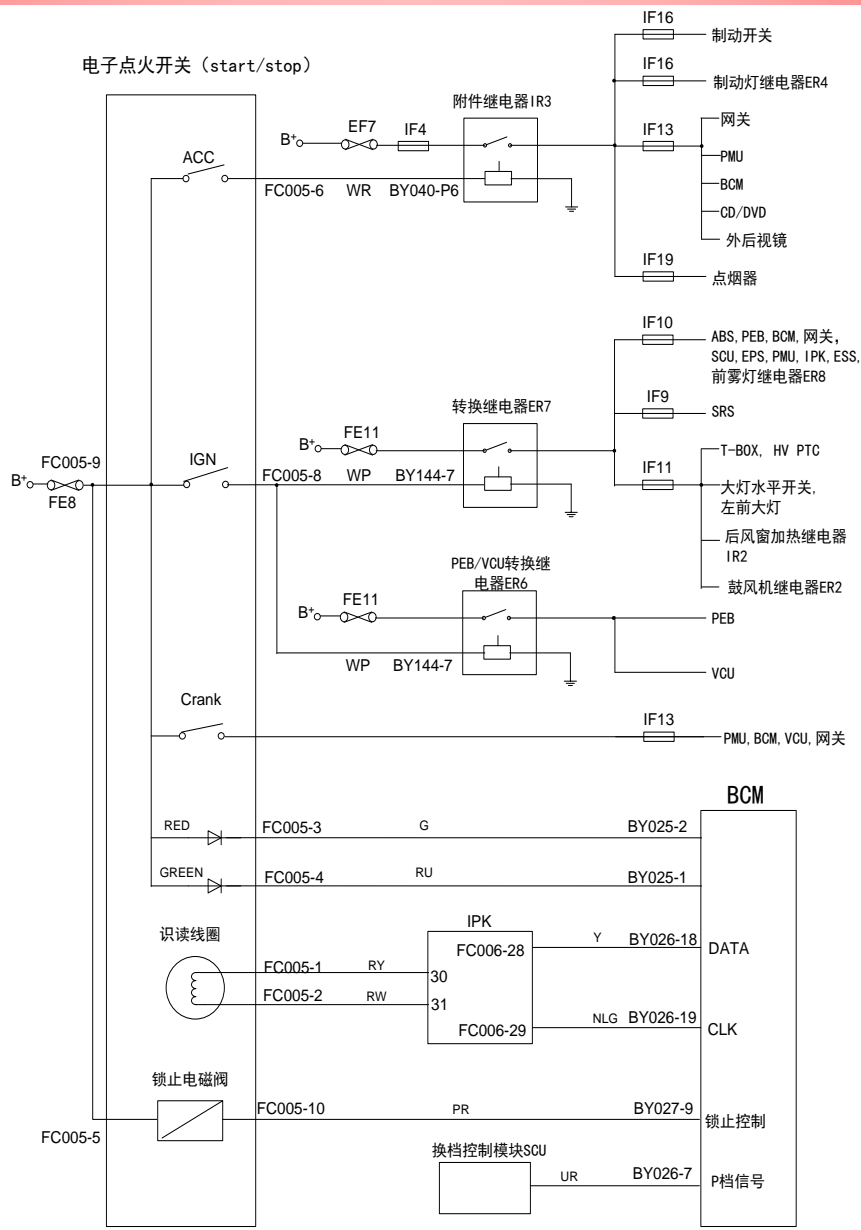 电子点火开关（start/stop）
附件继电器IR3
IF16
制动开关
IF16
制动灯继电器ER4
B+
EF7
IF4
IF13
网关
PMU
BCM
CD/DVD
外后视镜
ACC
FC005-6
WR
BY040-P6
IF19
点烟器
转换继电器ER7
IF10
ABS,PEB,BCM,网关，
SCU,EPS,PMU,IPK,ESS,
前雾灯继电器ER8
IF9
SRS
B+
FE11
IF11
T-BOX, HV PTC
大灯水平开关,
左前大灯
后风窗加热继电器
IR2
鼓风机继电器ER2
FC005-9
B+
FE8
IGN
FC005-8
WP
BY144-7
PEB/VCU转换继
电器ER6
B+
FE11
PEB
VCU
WP
BY144-7
Crank
IF13
PMU,BCM,VCU,网关
BCM
RED
FC005-3
G
BY025-2
GREEN
FC005-4
RU
BY025-1
识读线圈
IPK
FC005-1
RY
30
FC006-28
Y
BY026-18
DATA
FC005-2
RW
31
FC006-29
NLG
BY026-19
CLK
锁止电磁阀
FC005-5
FC005-10
PR
BY027-9
锁止控制
换档控制模块SCU
UR
BY026-7
P档信号